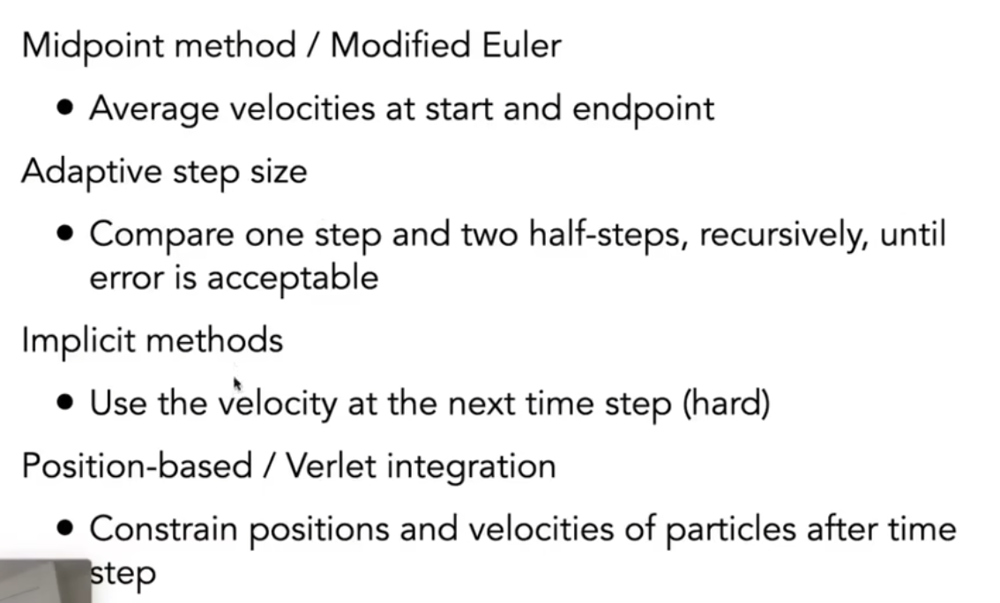 Midpoint method / Modified Euler
• Average velocities at start and endpoint
Adaptive step size
• Compare one step and two half-steps, recursively, until
error is acceptable
Implicit methods
• Use the velocity at the next time step (hard)
Position-based / Verlet integration
• Constrain positions and velocities of particles after time
step